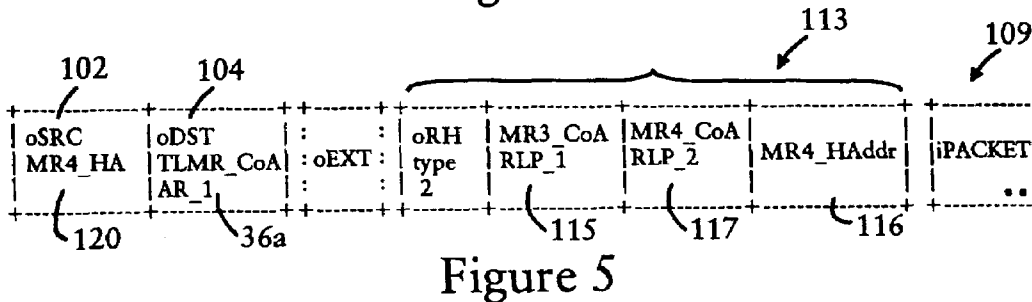 113
109
102
104
oSRC
MR4_HA
oDST
TLMR_CoA
AR_1
: oEXT :
oRH
type
2
MR3_CoA
RLP_1
MR4_CoA
RLP_2
MR4_HAddr
iPACKET
..
120
36a
115
117
116
Figure 5